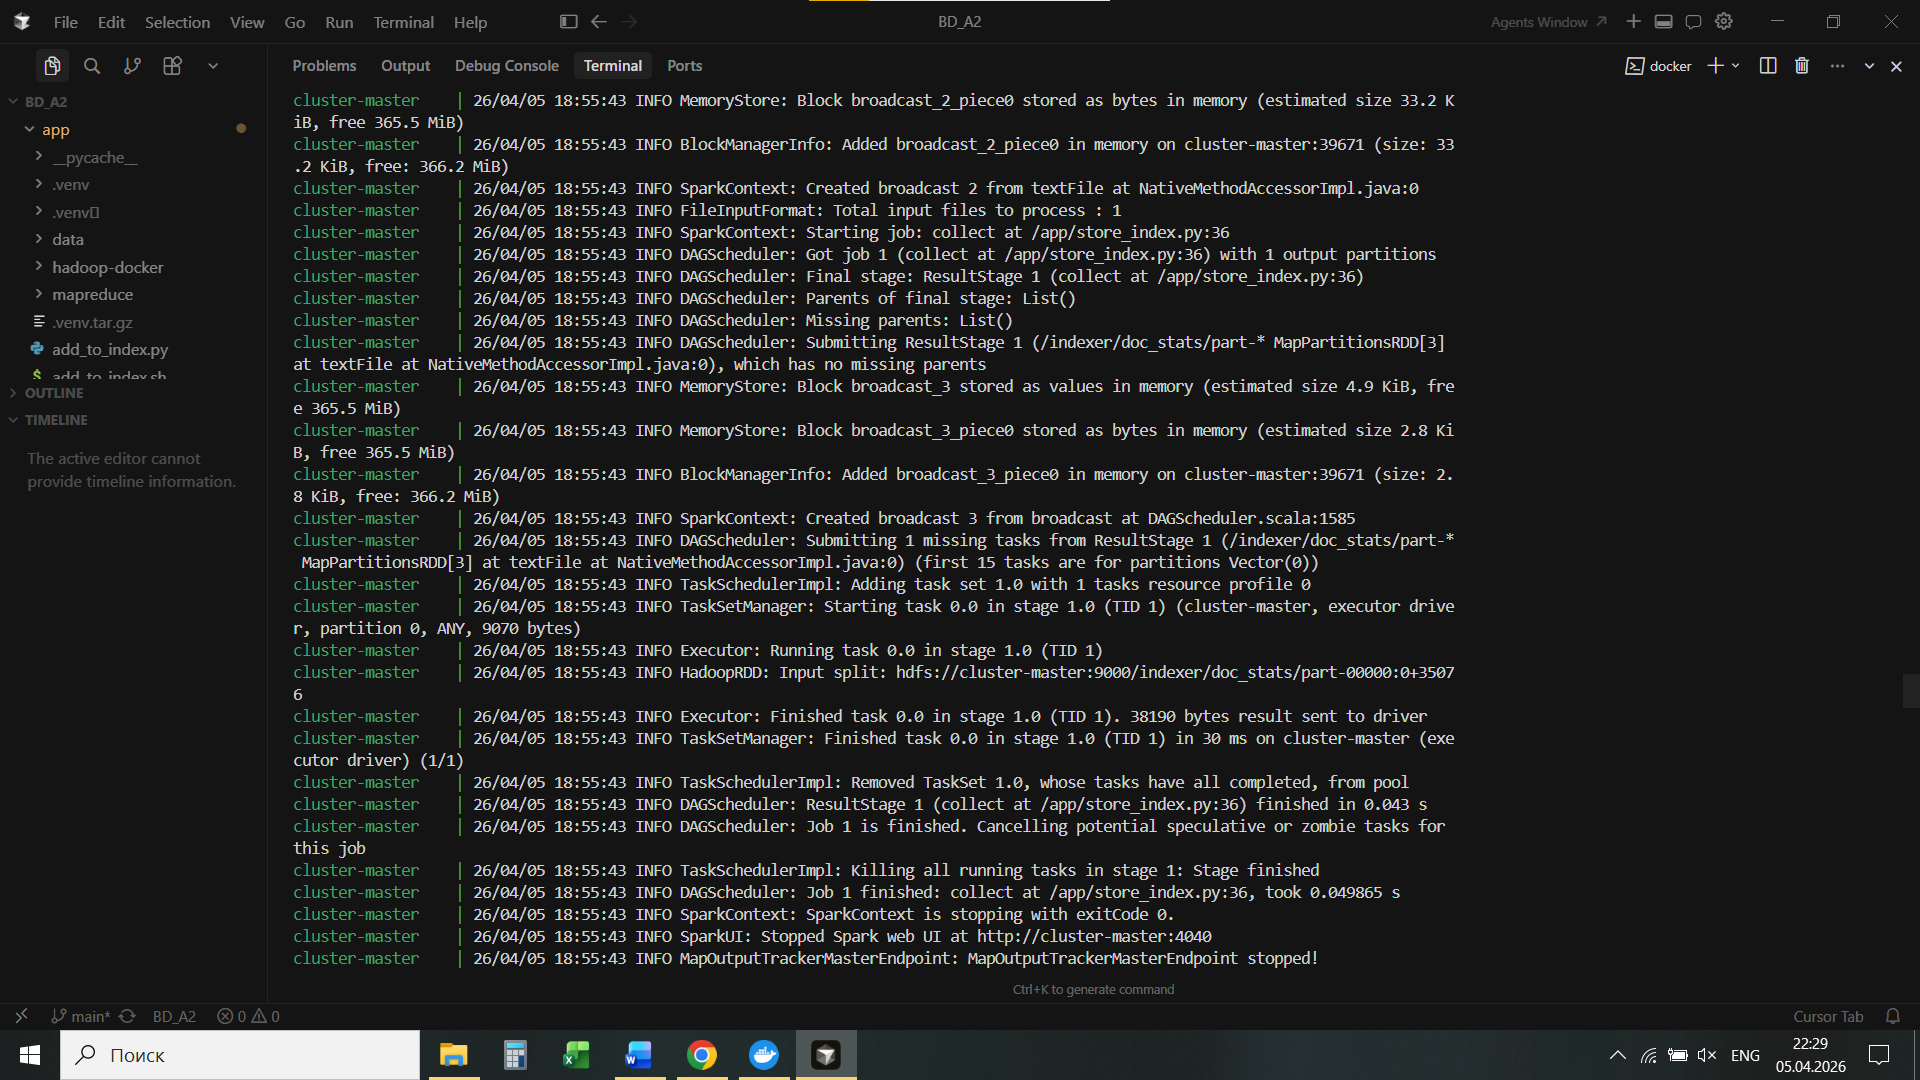 File Edit Selection View Go Run Terminal Help
BD_A2
Agents Window
Problems Output Debug Console Terminal Ports
docker
BD_A2
app
__pycache__
.venv
.venv
data
hadoop-docker
mapreduce
.venv.tar.gz
add_to_index.py
add_to_index.sh
OUTLINE
TIMELINE
The active editor cannot
provide timeline information.
cluster-master | 26/04/05 18:55:43 INFO MemoryStore: Block broadcast_2_piece0 stored as bytes in memory (estimated size 33.2 K
iB, free 365.5 MiB)
cluster-master | 26/04/05 18:55:43 INFO BlockManagerInfo: Added broadcast_2_piece0 in memory on cluster-master:39671 (size: 33
.2 KiB, free: 366.2 MiB)
cluster-master | 26/04/05 18:55:43 INFO SparkContext: Created broadcast 2 from textFile at NativeMethodAccessorImpl.java:0
cluster-master | 26/04/05 18:55:43 INFO FileInputFormat: Total input files to process : 1
cluster-master | 26/04/05 18:55:43 INFO SparkContext: Starting job: collect at /app/store_index.py:36
cluster-master | 26/04/05 18:55:43 INFO DAGScheduler: Got job 1 (collect at /app/store_index.py:36) with 1 output partitions
cluster-master | 26/04/05 18:55:43 INFO DAGScheduler: Final stage: ResultStage 1 (collect at /app/store_index.py:36)
cluster-master | 26/04/05 18:55:43 INFO DAGScheduler: Parents of final stage: List()
cluster-master | 26/04/05 18:55:43 INFO DAGScheduler: Missing parents: List()
cluster-master | 26/04/05 18:55:43 INFO DAGScheduler: Submitting ResultStage 1 (/indexer/doc_stats/part-* MapPartitionsRDD[3]
at textFile at NativeMethodAccessorImpl.java:0), which has no missing parents
cluster-master | 26/04/05 18:55:43 INFO MemoryStore: Block broadcast_3 stored as values in memory (estimated size 4.9 KiB, fre
e 365.5 MiB)
cluster-master | 26/04/05 18:55:43 INFO MemoryStore: Block broadcast_3_piece0 stored as bytes in memory (estimated size 2.8 Ki
B, free 365.5 MiB)
cluster-master | 26/04/05 18:55:43 INFO BlockManagerInfo: Added broadcast_3_piece0 in memory on cluster-master:39671 (size: 2.
8 KiB, free: 366.2 MiB)
cluster-master | 26/04/05 18:55:43 INFO SparkContext: Created broadcast 3 from broadcast at DAGScheduler.scala:1585
cluster-master | 26/04/05 18:55:43 INFO DAGScheduler: Submitting 1 missing tasks from ResultStage 1 (/indexer/doc_stats/part-*
MapPartitionsRDD[3] at textFile at NativeMethodAccessorImpl.java:0) (first 15 tasks are for partitions Vector(0))
cluster-master | 26/04/05 18:55:43 INFO TaskSchedulerImpl: Adding task set 1.0 with 1 tasks resource profile 0
cluster-master | 26/04/05 18:55:43 INFO TaskSetManager: Starting task 0.0 in stage 1.0 (TID 1) (cluster-master, executor drive
r, partition 0, ANY, 9070 bytes)
cluster-master | 26/04/05 18:55:43 INFO Executor: Running task 0.0 in stage 1.0 (TID 1)
cluster-master | 26/04/05 18:55:43 INFO HadoopRDD: Input split: hdfs://cluster-master:9000/indexer/doc_stats/part-00000:0+3507
6
cluster-master | 26/04/05 18:55:43 INFO Executor: Finished task 0.0 in stage 1.0 (TID 1). 38190 bytes result sent to driver
cluster-master | 26/04/05 18:55:43 INFO TaskSetManager: Finished task 0.0 in stage 1.0 (TID 1) in 30 ms on cluster-master (exe
cutor driver) (1/1)
cluster-master | 26/04/05 18:55:43 INFO TaskSchedulerImpl: Removed TaskSet 1.0, whose tasks have all completed, from pool
cluster-master | 26/04/05 18:55:43 INFO DAGScheduler: ResultStage 1 (collect at /app/store_index.py:36) finished in 0.043 s
cluster-master | 26/04/05 18:55:43 INFO DAGScheduler: Job 1 is finished. Cancelling potential speculative or zombie tasks for
this job
cluster-master | 26/04/05 18:55:43 INFO TaskSchedulerImpl: Killing all running tasks in stage 1: Stage finished
cluster-master | 26/04/05 18:55:43 INFO DAGScheduler: Job 1 finished: collect at /app/store_index.py:36, took 0.049865 s
cluster-master | 26/04/05 18:55:43 INFO SparkContext: SparkContext is stopping with exitCode 0.
cluster-master | 26/04/05 18:55:43 INFO SparkUI: Stopped Spark web UI at http://cluster-master:4040
cluster-master | 26/04/05 18:55:43 INFO MapOutputTrackerMasterEndpoint: MapOutputTrackerMasterEndpoint stopped!
Ctrl+K to generate command
main* BD_A2 0 0
Cursor Tab
Поиск
ENG
22:29
05.04.2026